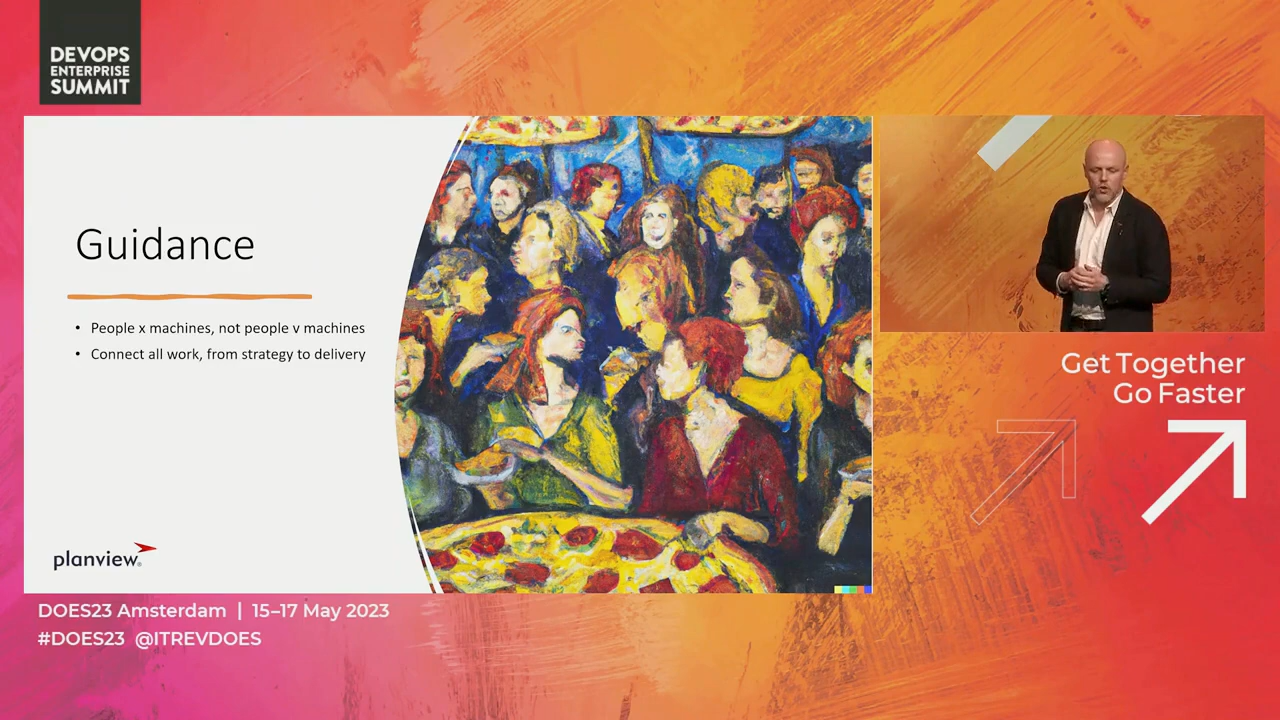 DEVOPS
ENTERPRISE
SUMMIT
Guidance
• People x machines, not people v machines
• Connect all work, from strategy to delivery
planview®
Get Together
Go Faster
DOES23 Amsterdam | 15–17 May 2023
#DOES23 @ITREVDOES